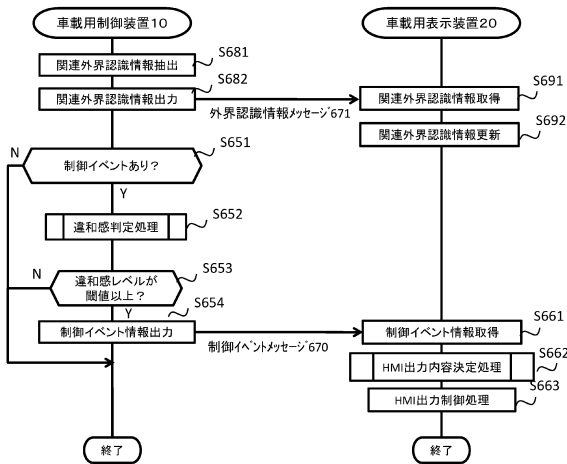 車載用制御装置10
車載用表示装置20
S681
関連外界認識情報抽出
S682
関連外界認識情報出力
外界認識情報メッセージ671
S691
関連外界認識情報取得
S692
関連外界認識情報更新
S651
N
制御イベントあり?
Y
S652
違和感判定処理
S653
N
違和感レベルが
閾値以上?
Y
S654
制御イベント情報出力
制御イベントメッセージ670
S661
制御イベント情報取得
S662
HMI出力内容決定処理
S663
HMI出力制御処理
終了
終了